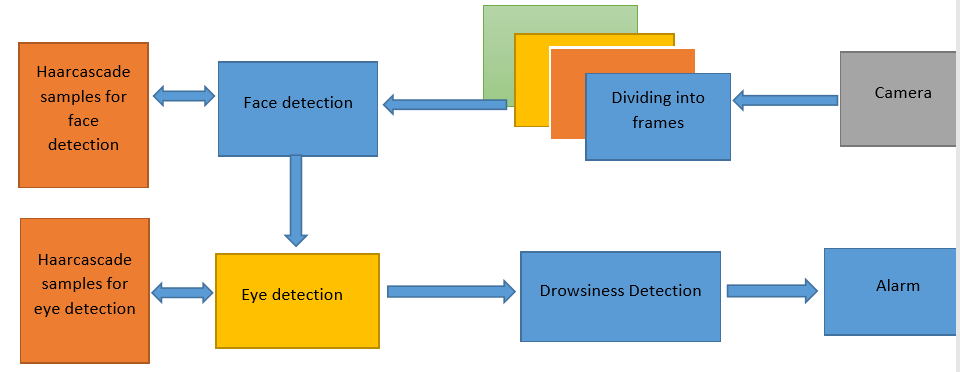 Haarcascade
samples for
face
detection
Face detection
Dividing into
frames
Camera
Haarcascade
samples for
eye detection
Eye detection
Drowsiness Detection
Alarm